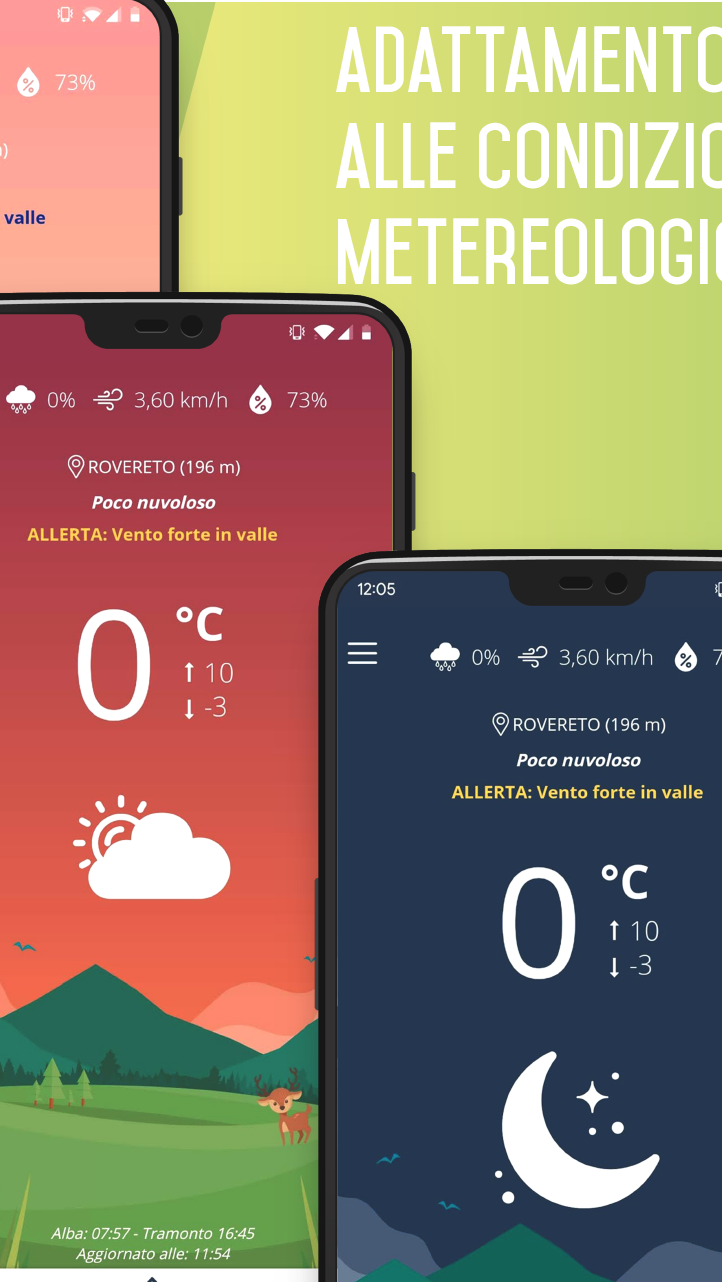 73%
valle
ADATTAMENTO
ALLE CONDIZIO
METEREOLOGIC
0% 3,60 km/h 73%
ROVERETO (196 m)
Poco nuvoloso
ALLERTA: Vento forte in valle
0 °C
10
-3
Alba: 07:57 - Tramonto 16:45
Aggiornato alle: 11:54
12:05
0% 3,60 km/h 7
ROVERETO (196 m)
Poco nuvoloso
ALLERTA: Vento forte in valle
0 °C
10
-3